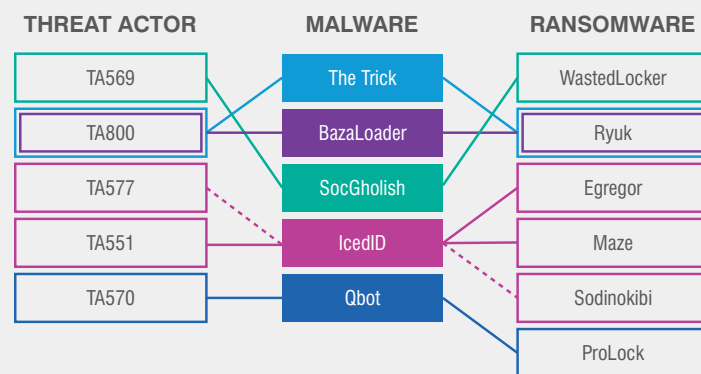 THREAT ACTOR MALWARE RANSOMWARE
TA569 The Trick WastedLocker
TA800 BazaLoader Ryuk
TA577 SocGholish Egregor
TA551 IcedID Maze
TA570 Qbot Sodinokibi
ProLock